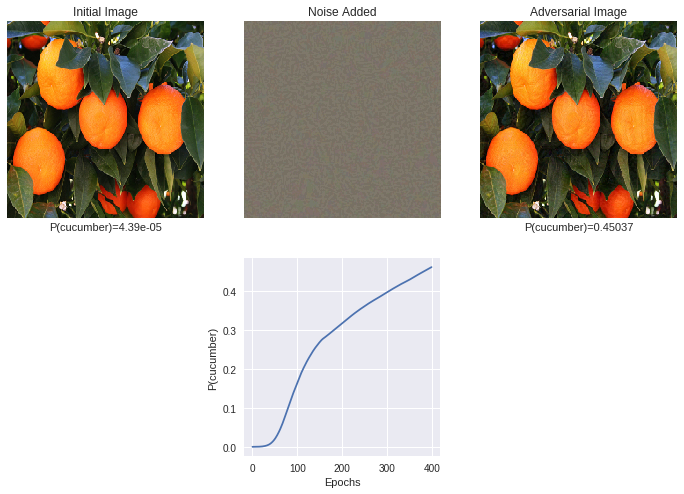 Initial Image
Noise Added
Adversarial Image
P(cucumber)=4.39e-05
P(cucumber)=0.45037
P(cucumber)
0.4
0.3
0.2
0.1
0.0
0
100
200
300
400
Epochs